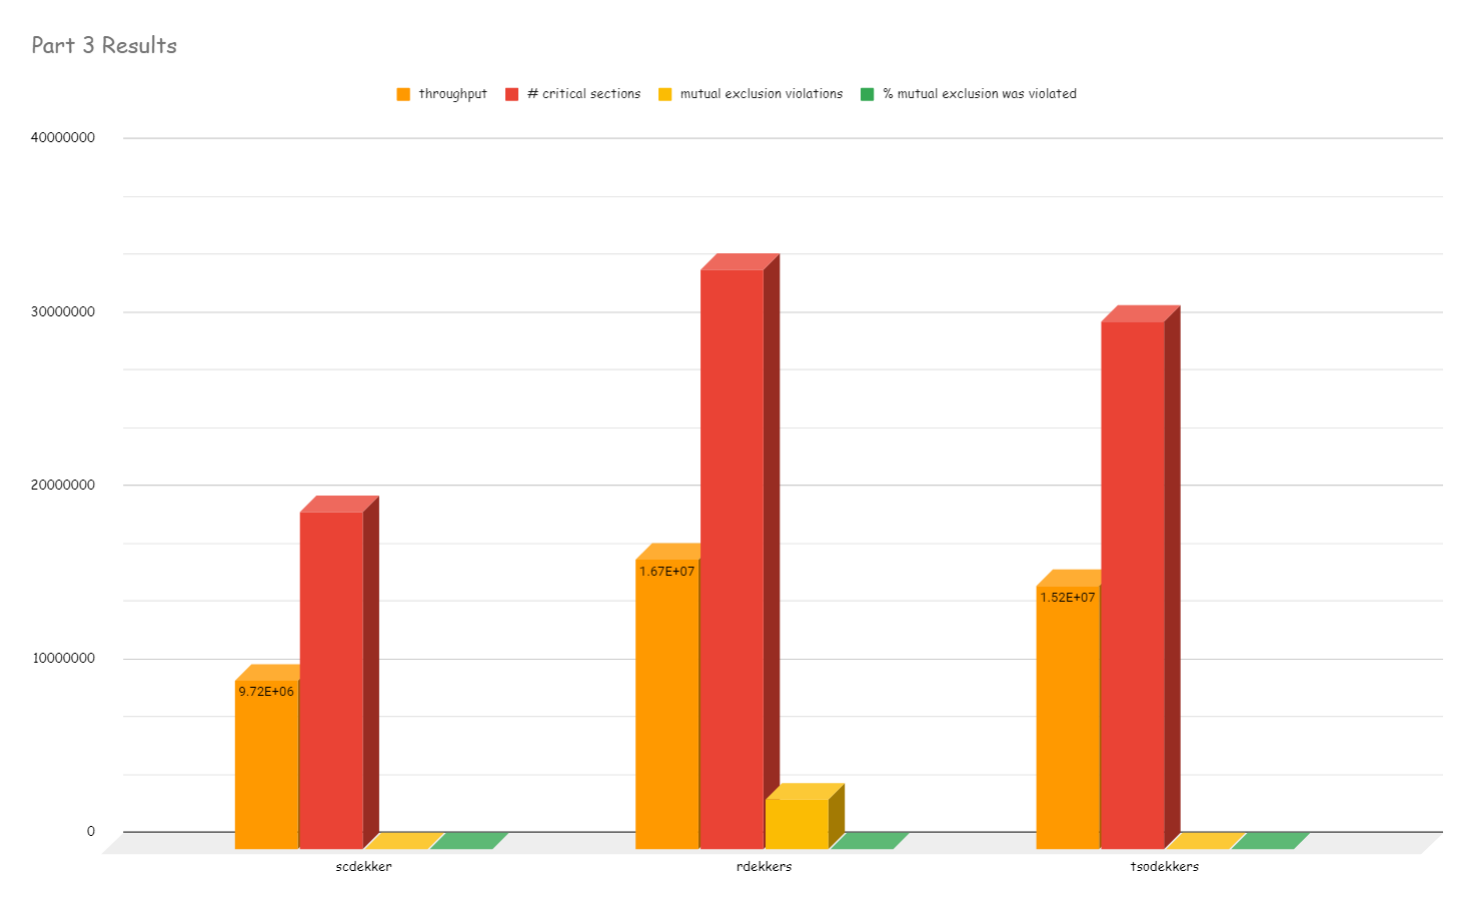 Part 3 Results
throughput # critical sections mutual exclusion violations % mutual exclusion was violated
40000000
30000000
20000000
10000000
0
9.72E+06
1.67E+07
1.52E+07
scdekker rdekkers tsodekkers